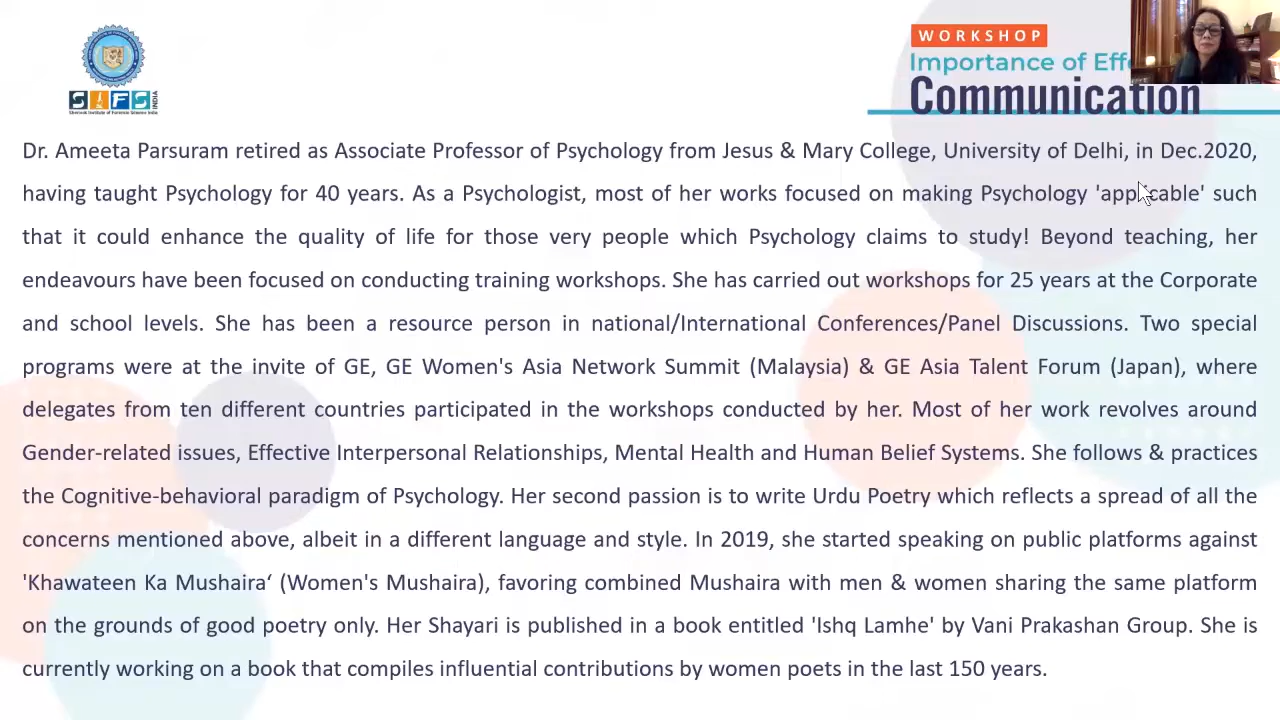 WORKSHOP
Importance of Effe
Communication
SIFS INDIA
Sherlock Institute of Forensic Science India
Dr. Ameeta Parsuram retired as Associate Professor of Psychology from Jesus & Mary College, University of Delhi, in Dec.2020,
having taught Psychology for 40 years. As a Psychologist, most of her works focused on making Psychology 'applicable' such
that it could enhance the quality of life for those very people which Psychology claims to study! Beyond teaching, her
endeavours have been focused on conducting training workshops. She has carried out workshops for 25 years at the Corporate
and school levels. She has been a resource person in national/International Conferences/Panel Discussions. Two special
programs were at the invite of GE, GE Women's Asia Network Summit (Malaysia) & GE Asia Talent Forum (Japan), where
delegates from ten different countries participated in the workshops conducted by her. Most of her work revolves around
Gender-related issues, Effective Interpersonal Relationships, Mental Health and Human Belief Systems. She follows & practices
the Cognitive-behavioral paradigm of Psychology. Her second passion is to write Urdu Poetry which reflects a spread of all the
concerns mentioned above, albeit in a different language and style. In 2019, she started speaking on public platforms against
'Khawateen Ka Mushaira‘ (Women's Mushaira), favoring combined Mushaira with men & women sharing the same platform
on the grounds of good poetry only. Her Shayari is published in a book entitled 'Ishq Lamhe' by Vani Prakashan Group. She is
currently working on a book that compiles influential contributions by women poets in the last 150 years.